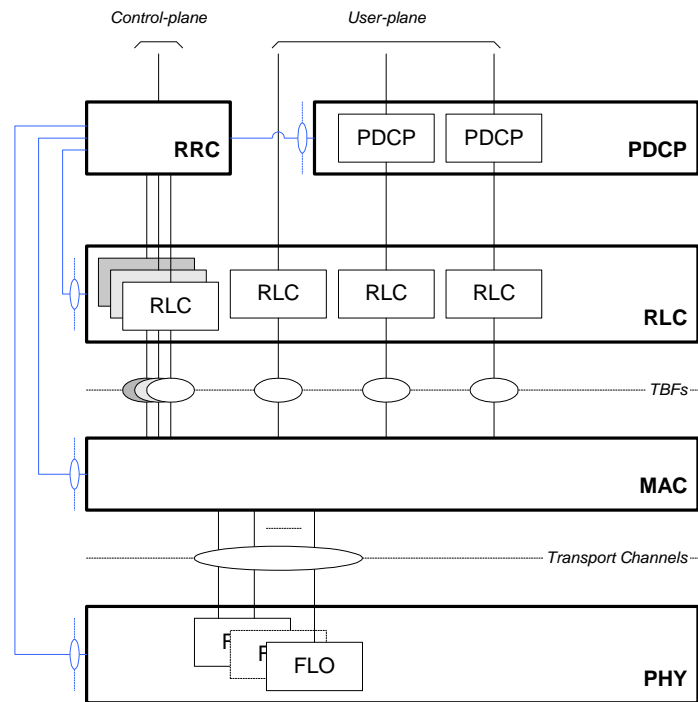 Control-plane
User-plane
RRC
PDCP
PDCP
PDCP
RLC
RLC
RLC
RLC
RLC
TBFs
MAC
Transport Channels
F
F
FLO
PHY